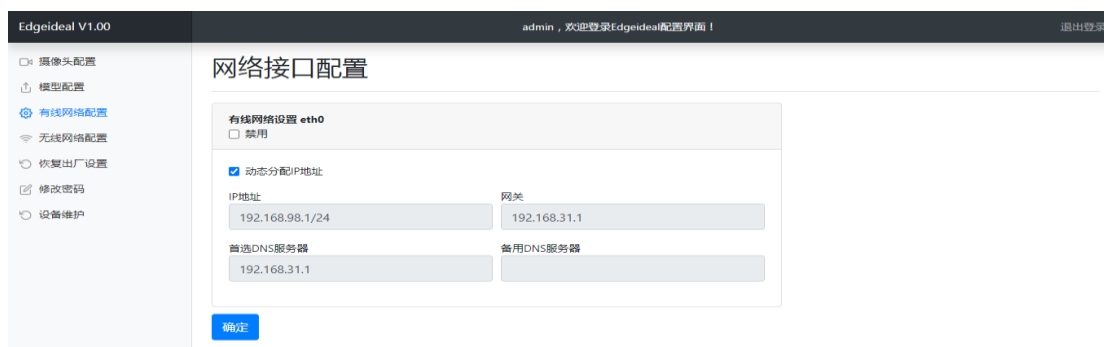 Edgeideal V1.00
admin，欢迎登录Edgeideal配置界面！
退出登录
摄像头配置
模型配置
有线网络配置
无线网络配置
恢复出厂设置
修改密码
设备维护
网络接口配置
有线网络设置 eth0
禁用
动态分配IP地址
IP地址
网关
192.168.98.1/24
192.168.31.1
首选DNS服务器
备用DNS服务器
192.168.31.1
确定